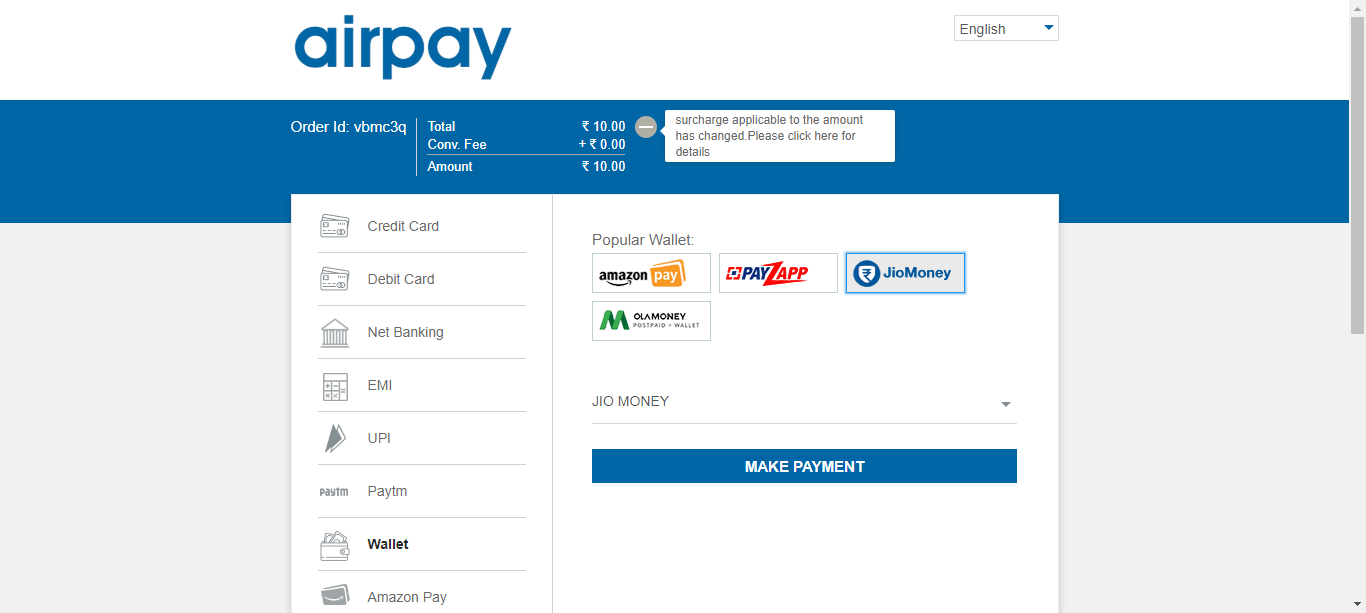 airpay
English
Order Id: vbmc3q
Total ₹ 10.00
Conv. Fee + ₹ 0.00
Amount ₹ 10.00
surcharge applicable to the amount
has changed.Please click here for
details
Credit Card
Debit Card
Net Banking
EMI
UPI
paytm Paytm
Wallet
Amazon Pay
Popular Wallet:
amazon pay
PAYZAPP
JioMoney
OLAMONEY
POSTPAID + WALLET
JIO MONEY
MAKE PAYMENT